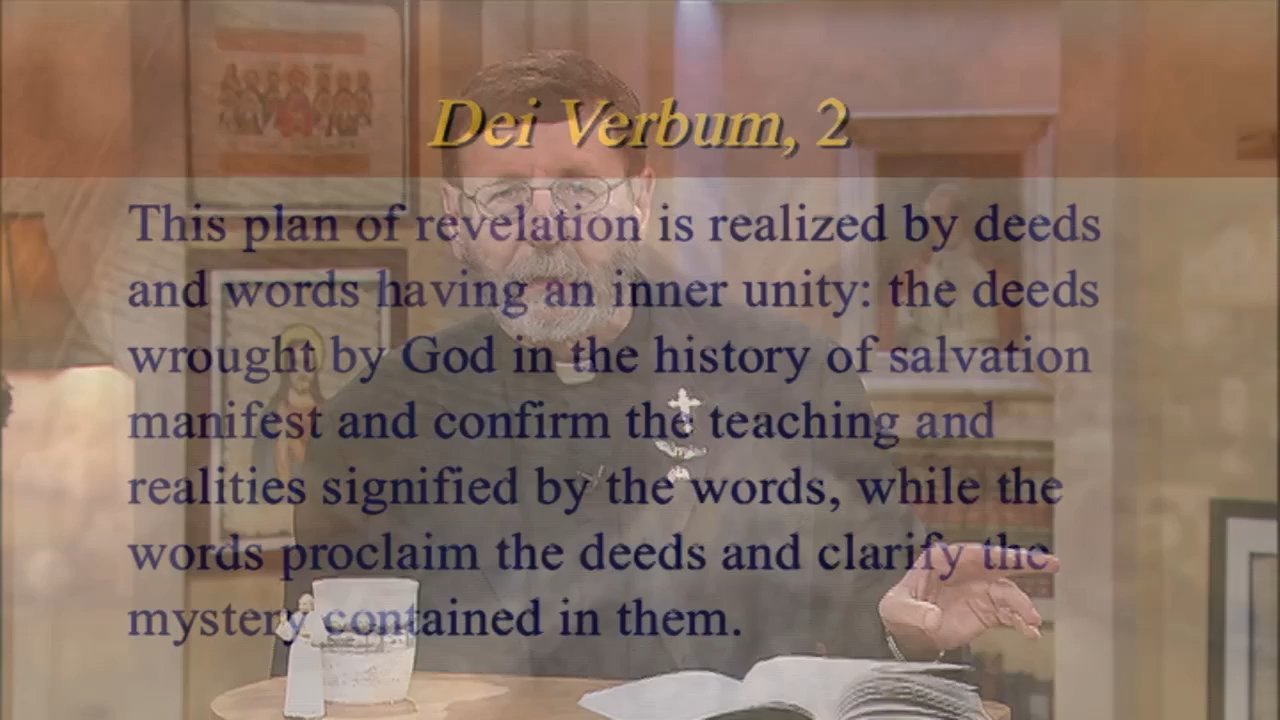 Dei Verbum, 2
This plan of revelation is realized by deeds
and words having an inner unity: the deeds
wrought by God in the history of salvation
manifest and confirm the teaching and
realities signified by the words, while the
words proclaim the deeds and clarify the
mystery contained in them.